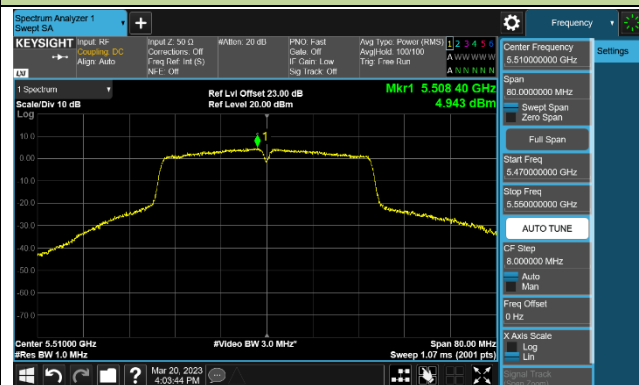 Spectrum Analyzer 1
Swept SA
Frequency
KEYSIGHT
Input: RF
Coupling: DC
Align: Auto
Input Z: 50 Ω
Corrections: Off
Freq Ref: Int (S)
NFE: Off
#Atten: 20 dB
PNO: Fast
Gate: Off
IF Gain: Low
Sig Track: Off
Avg Type: Power (RMS)
Avg|Hold: 100/100
Trig: Free Run
1 2 3 4 5 6
A W W W W W
A N N N N N
LXI
1 Spectrum
Scale/Div 10 dB
Log
Ref Lvl Offset 23.00 dB
Ref Level 20.00 dBm
Mkr1 5.508 40 GHz
4.943 dBm
1
10.0
0.00
-10.0
-20.0
-30.0
-40.0
-50.0
-60.0
-70.0
Center 5.51000 GHz
#Res BW 1.0 MHz
#Video BW 3.0 MHz*
Span 80.00 MHz
Sweep 1.07 ms (2001 pts)
Center Frequency
5.510000000 GHz
Settings
Span
80.0000000 MHz
Swept Span
Zero Span
Full Span
Start Freq
5.470000000 GHz
Stop Freq
5.550000000 GHz
AUTO TUNE
CF Step
8.000000 MHz
Auto
Man
Freq Offset
0 Hz
X Axis Scale
Log
Lin
Signal Track
(Span Zoom)
Mar 20, 2023
4:03:44 PM